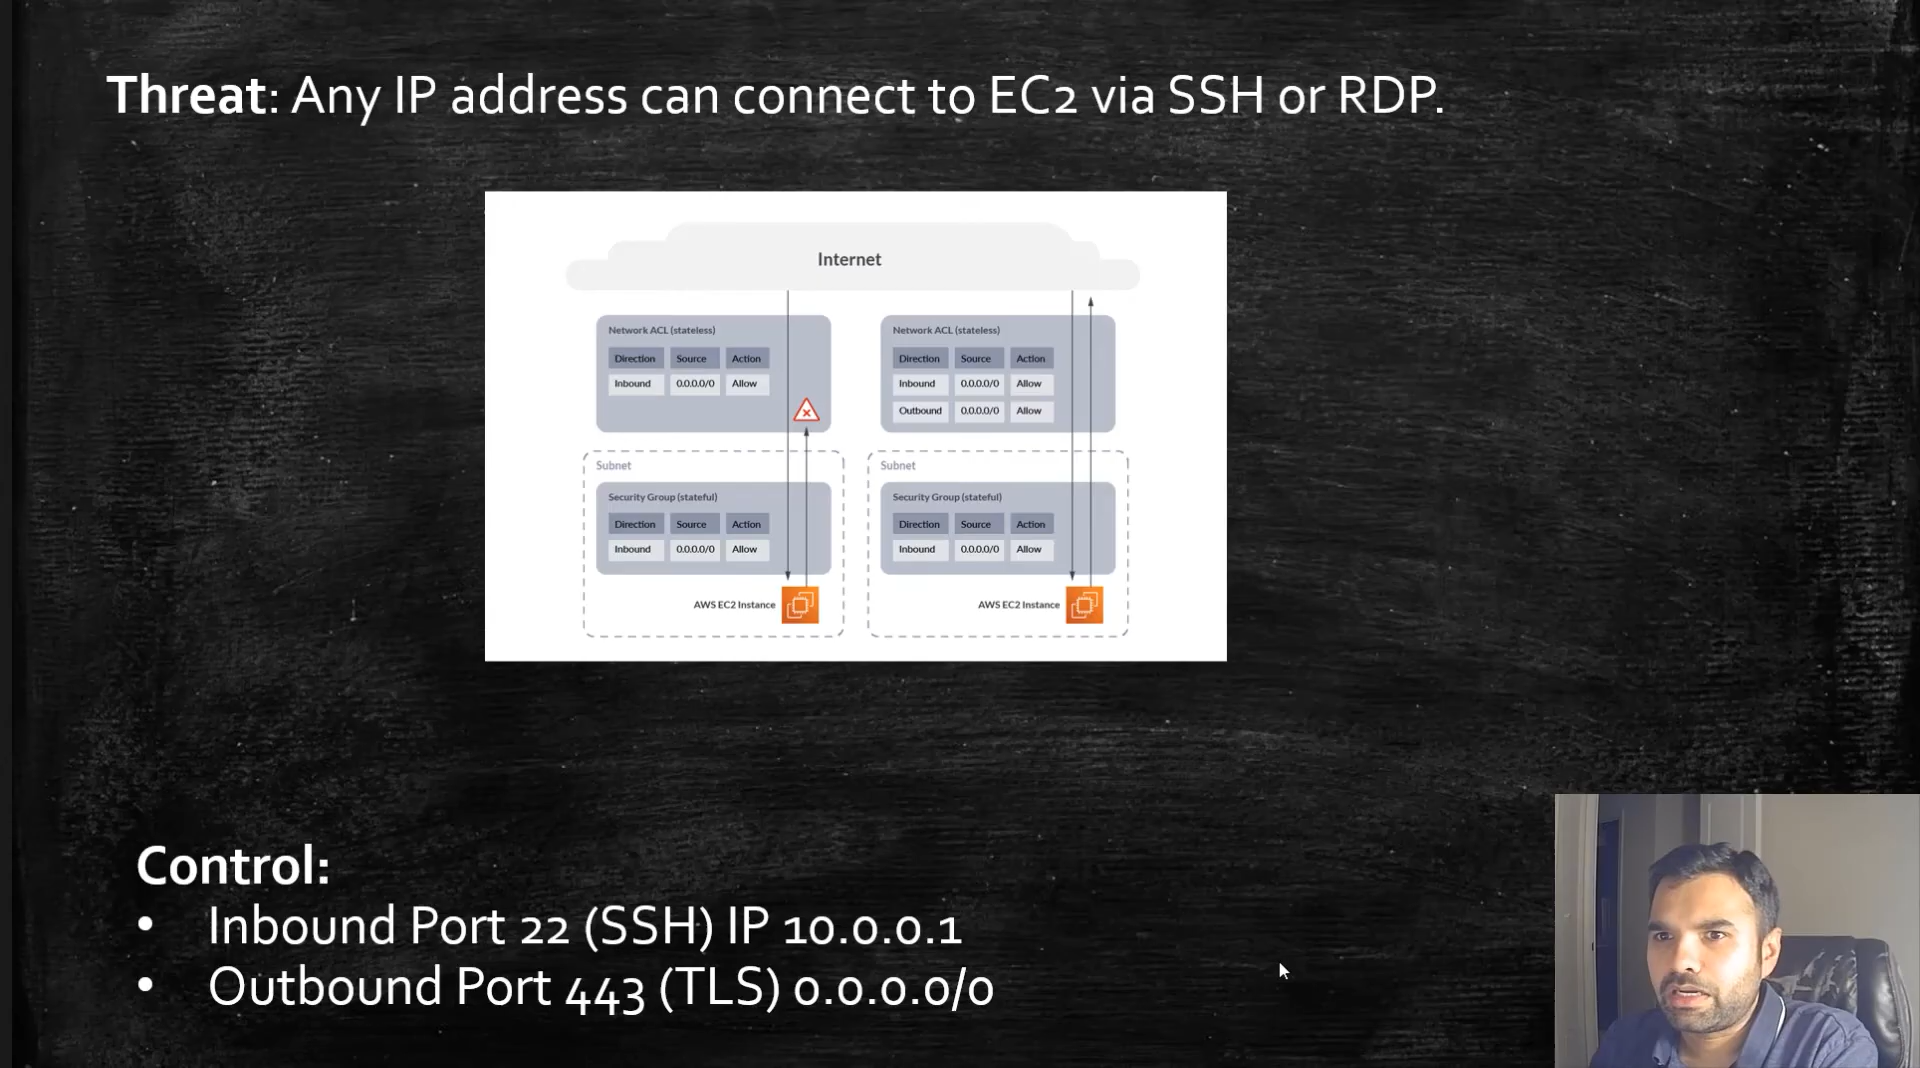 Threat: Any IP address can connect to EC2 via SSH or RDP.
Internet
Network ACL (stateless)
Direction Source Action
Inbound 0.0.0.0/0 Allow
Network ACL (stateless)
Direction Source Action
Inbound 0.0.0.0/0 Allow
Outbound 0.0.0.0/0 Allow
Subnet
Security Group (stateful)
Direction Source Action
Inbound 0.0.0.0/0 Allow
AWS EC2 Instance
Subnet
Security Group (stateful)
Direction Source Action
Inbound 0.0.0.0/0 Allow
AWS EC2 Instance
Control:
• Inbound Port 22 (SSH) IP 10.0.0.1
• Outbound Port 443 (TLS) 0.0.0.0/0